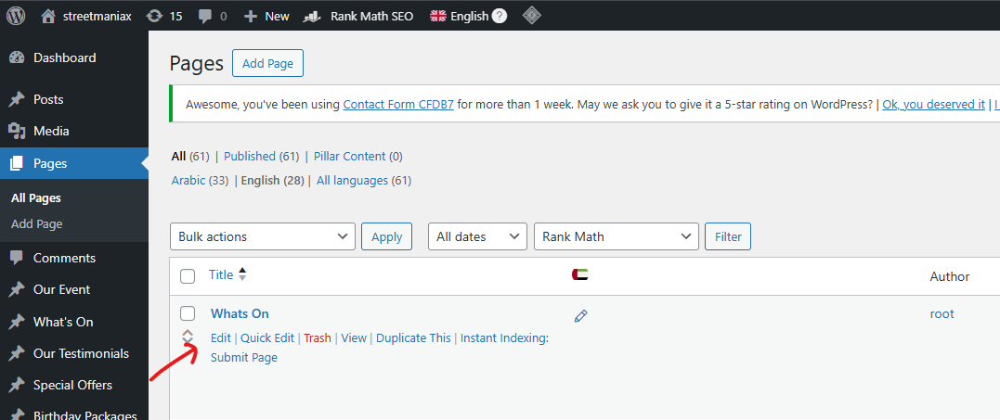 streetmaniax 15 0 New Rank Math SEO English ?
Dashboard
Posts
Media
Pages
All Pages
Add Page
Comments
Our Event
What's On
Our Testimonials
Special Offers
Birthday Packages
Pages Add Page
Awesome, you've been using Contact Form CFDB7 for more than 1 week. May we ask you to give it a 5-star rating on WordPress? | Ok, you deserved it |
All (61) | Published (61) | Pillar Content (0)
Arabic (33) | English (28) | All languages (61)
Bulk actions Apply All dates Rank Math Filter
Title Author
Whats On root
Edit | Quick Edit | Trash | View | Duplicate This | Instant Indexing:
Submit Page